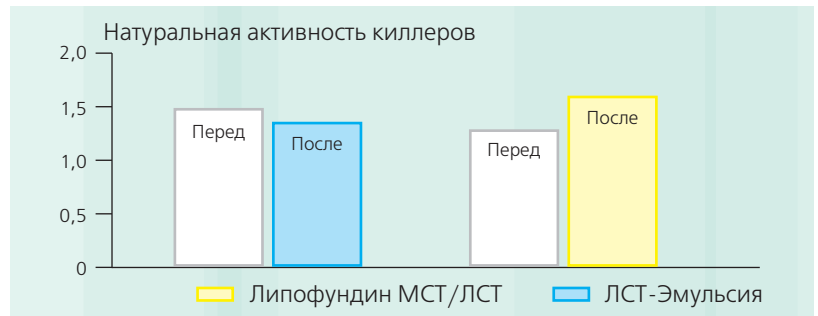 Натуральная активность киллеров
2,0
1,5
1,0
0,5
0
Перед
После
Перед
После
Липофундин МСТ/ЛСТ
ЛСТ-Эмульсия